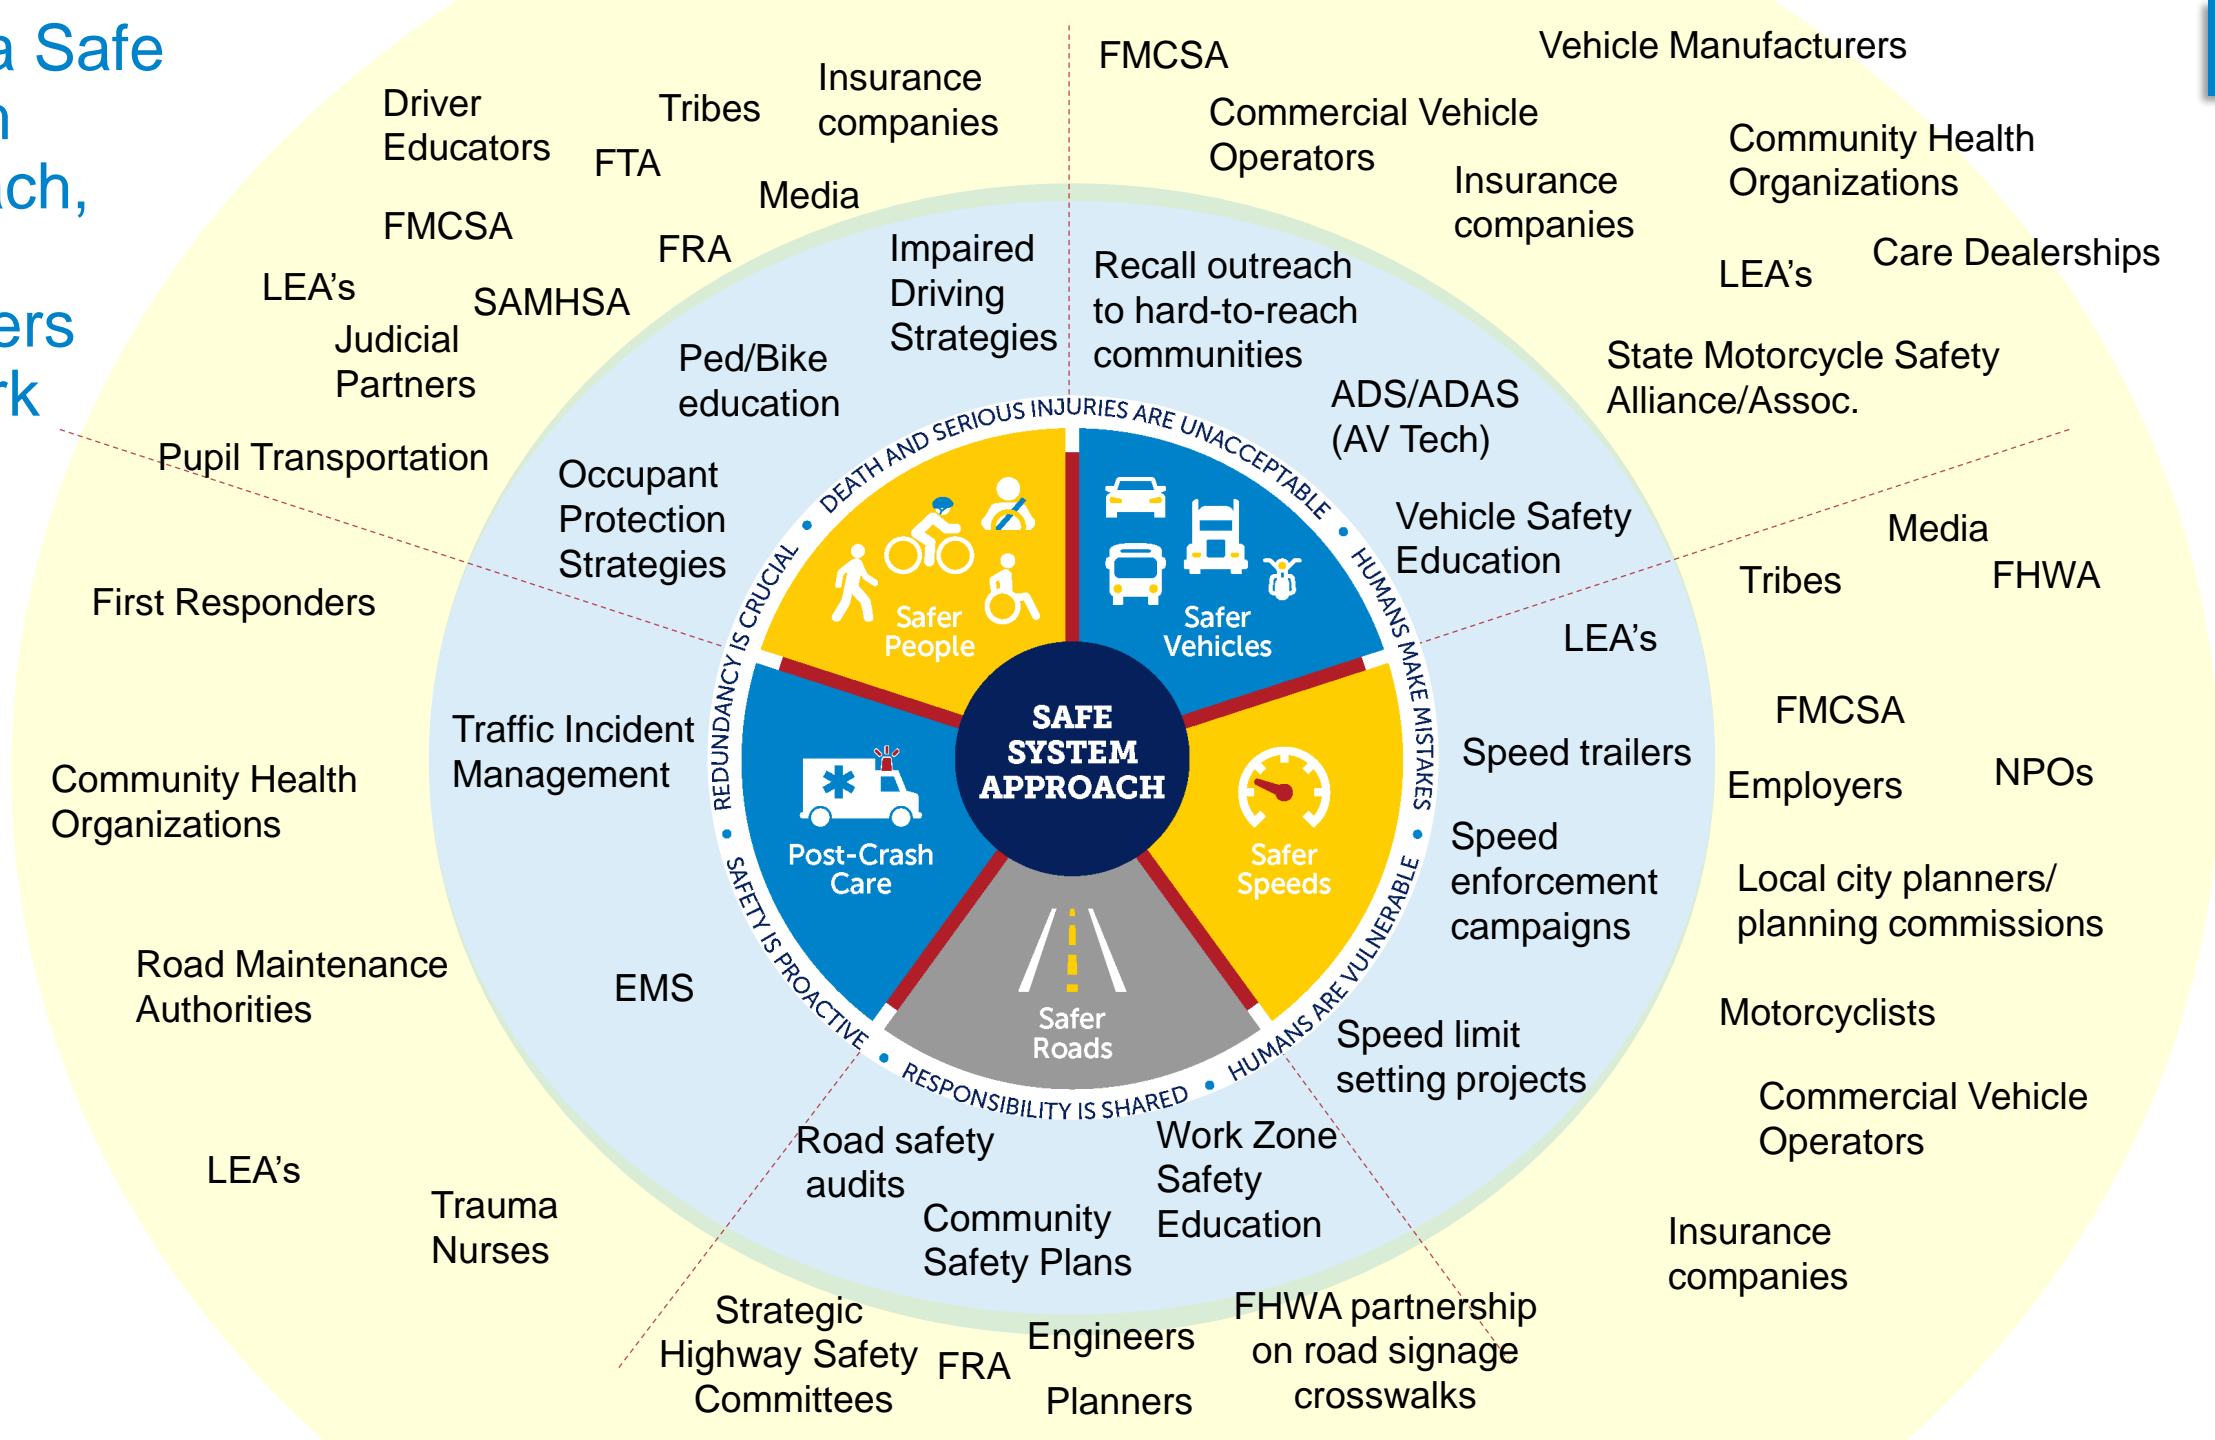 a Safe
Driver
Educators
Tribes
Insurance
companies
FTA
Media
FMCSA
FRA
LEA's
SAMHSA
Judicial
Partners
Pupil Transportation
Impaired
Driving
Strategies
Ped/Bike
education
Occupant
Protection
Strategies
FMCSA
Vehicle Manufacturers
Commercial Vehicle
Operators
Community Health
Organizations
Insurance
companies
LEA's
Care Dealerships
State Motorcycle Safety
Alliance/Assoc.
Recall outreach
to hard-to-reach
communities
ADS/ADAS
(AV Tech)
Vehicle Safety
Education
Media
Tribes
FHWA
LEA's
FMCSA
Employers
NPOs
Local city planners/
planning commissions
Motorcyclists
Commercial Vehicle
Operators
Insurance
companies
Speed trailers
Speed
enforcement
campaigns
Speed limit
setting projects
Road safety
audits
Community
Safety Plans
Work Zone
Safety
Education
Strategic
Highway Safety
Committees
FRA
Engineers
Planners
FHWA partnership
on road signage
crosswalks
First Responders
Community Health
Organizations
Road Maintenance
Authorities
LEA's
Trauma
Nurses
Traffic Incident
Management
EMS
DEATH AND SERIOUS INJURIES ARE UNACCEPTABLE
HUMANS MAKE MISTAKES
HUMANS ARE VULNERABLE
RESPONSIBILITY IS SHARED
SAFETY IS PROACTIVE
REDUNDANCY IS CRUCIAL
Safer
People
Safer
Vehicles
Safer
Speeds
Safer
Roads
Post-Crash
Care
SAFE
SYSTEM
APPROACH